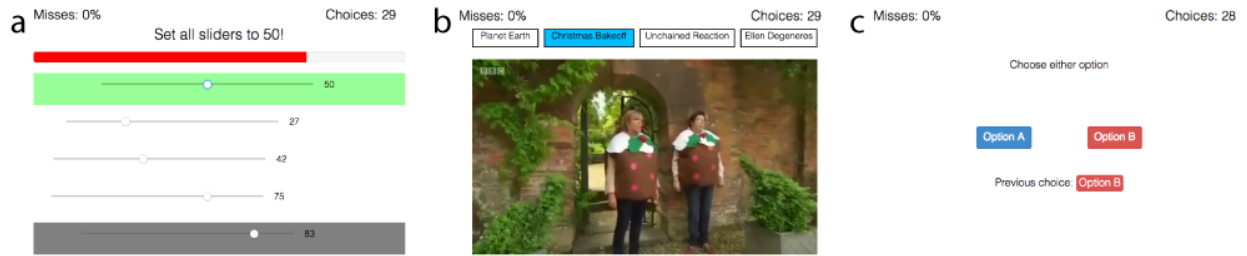 a
Misses: 0%
Choices: 29
Set all sliders to 50!
50
27
42
75
83
b
Misses: 0%
Choices: 29
Planet Earth
Christmas Bakeoff
Unchained Reaction
Ellen Degeneres
BBC
c
Misses: 0%
Choices: 28
Choose either option
Option A
Option B
Previous choice: Option B